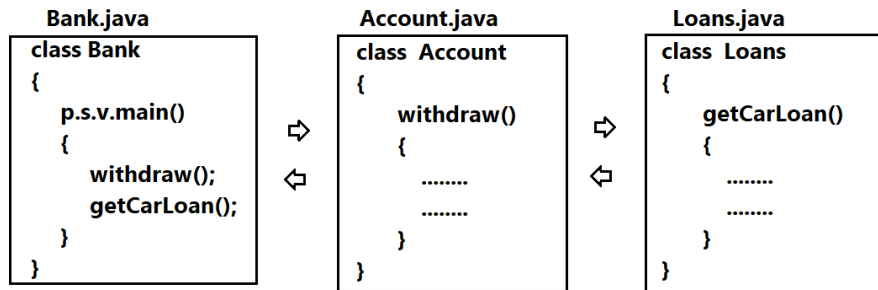 Bank.java
class Bank
{
p.s.v.main()
{
withdraw();
getCarLoan();
}
}
Account.java
class Account
{
withdraw()
{
........
........
}
}
Loans.java
class Loans
{
getCarLoan()
{
........
........
}
}